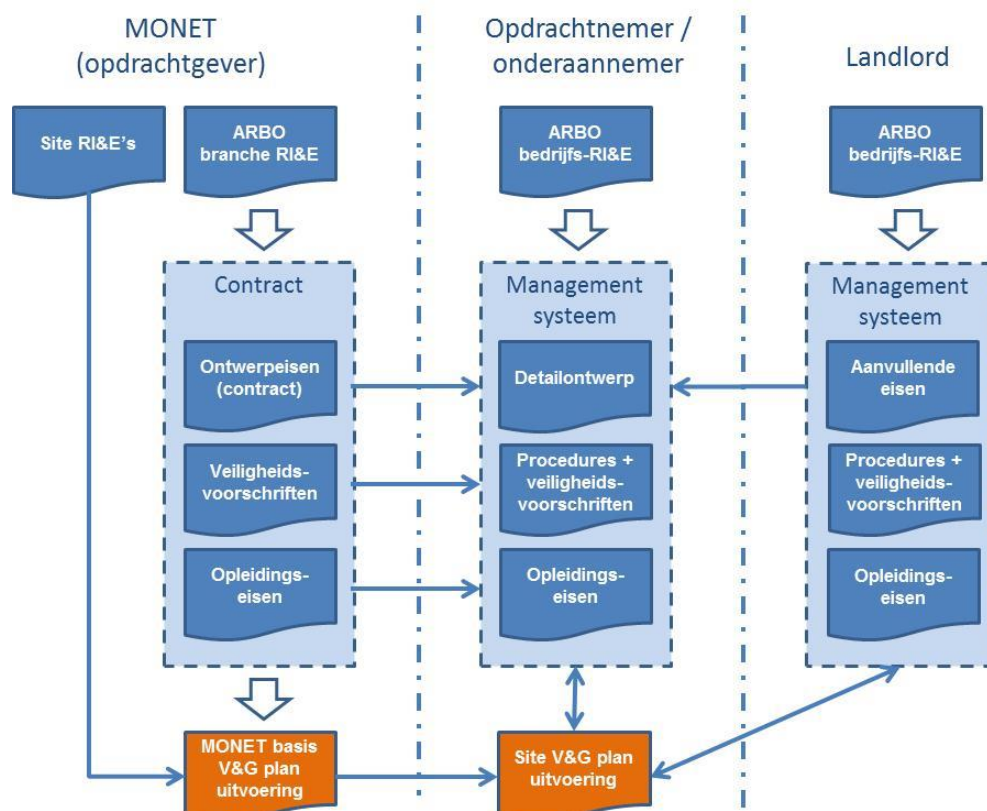 MONET
(opdrachtgever)
Opdrachtnemer /
onderaannemer
Landlord
Site RI&E's
ARBO
branche RI&E
ARBO
bedrijfs-RI&E
ARBO
bedrijfs-RI&E
Contract
Ontwerpeisen
(contract)
Veiligheids-
voorschriften
Opleidings-
eisen
Management
systeem
Detailontwerp
Procedures +
veiligheids-
voorschriften
Opleidings-
eisen
Management
systeem
Aanvullende
eisen
Procedures +
veiligheids-
voorschriften
Opleidings-
eisen
MONET basis
V&G plan
uitvoering
Site V&G plan
uitvoering